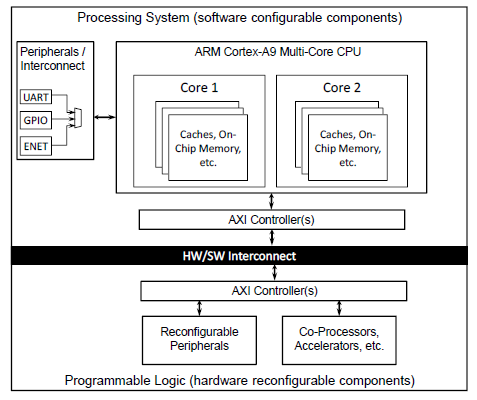 Processing System (software configurable components)
Peripherals /
Interconnect
UART
GPIO
ENET
ARM Cortex-A9 Multi-Core CPU
Core 1
Caches, On-
Chip Memory,
etc.
Core 2
Caches, On-
Chip Memory,
etc.
AXI Controller(s)
HW/SW Interconnect
AXI Controller(s)
Reconfigurable
Peripherals
Co-Processors,
Accelerators, etc.
Programmable Logic (hardware reconfigurable components)